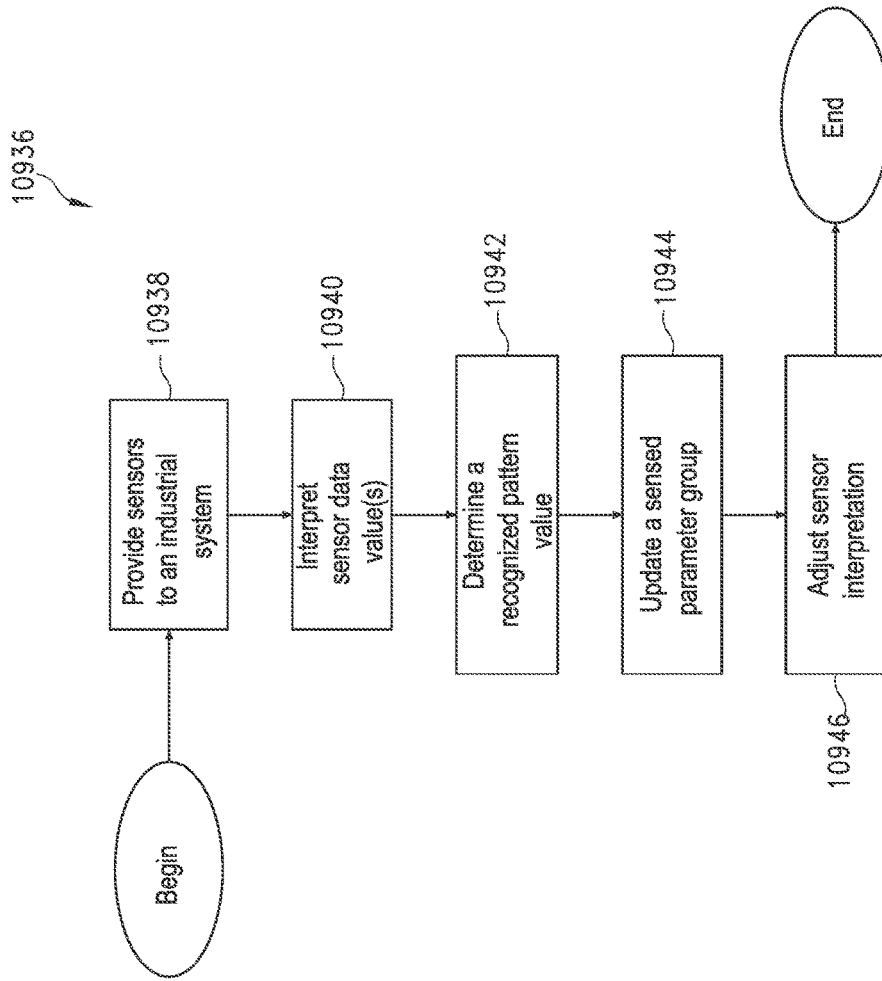 10936
Begin
Provide sensors
to an industrial
system
10938
Interpret
sensor data
value(s)
10940
Determine a
recognized pattern
value
10942
Update a sensed
parameter group
10944
Adjust sensor
interpretation
10946
End